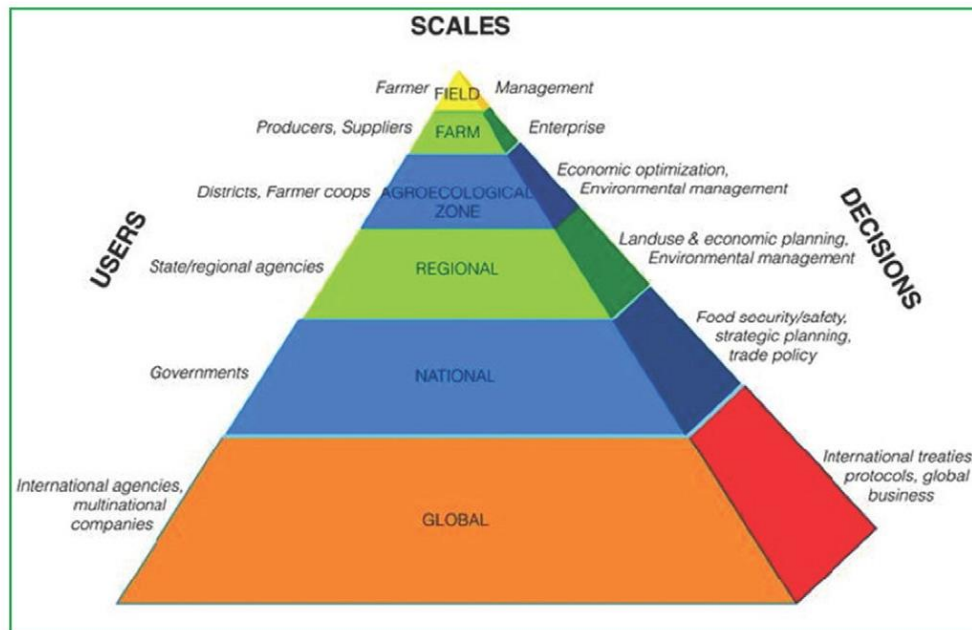 SCALES
Farmer FIELD Management
Producers, Suppliers FARM Enterprise
Economic optimization,
Districts, Farmer coops AGROECOLOGICAL Environmental management
ZONE
USERS
DECISIONS
Landuse & economic planning,
State/regional agencies REGIONAL Environmental management
Food security/safety,
strategic planning,
trade policy
Governments NATIONAL
International treaties
protocols, global
business
International agencies,
multinational
companies
GLOBAL